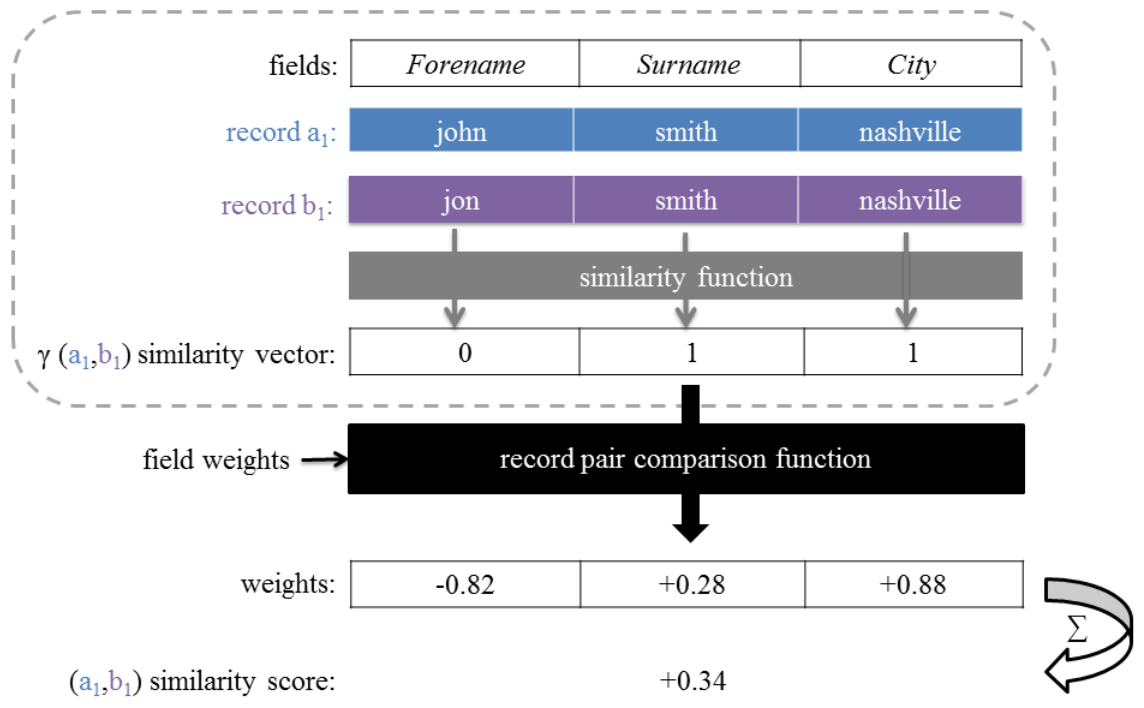 fields: Forename Surname City
record a1: john smith nashville
record b1: jon smith nashville
similarity function
γ (a1,b1) similarity vector: 0 1 1
field weights record pair comparison function
weights: -0.82 +0.28 +0.88
Σ
(a1,b1) similarity score: +0.34